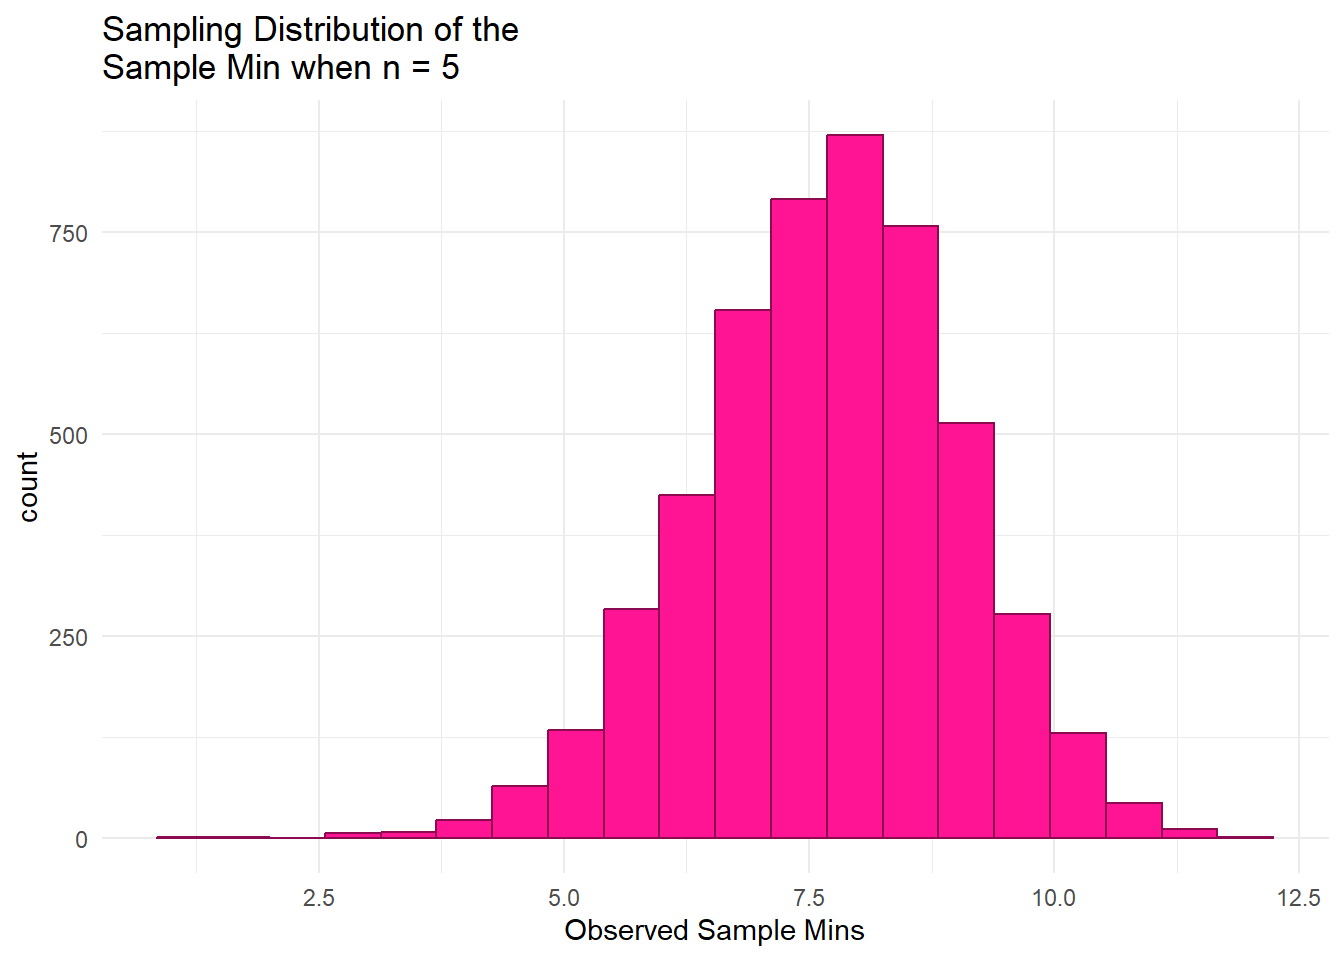 Sampling Distribution of the
Sample Min when n = 5
count
750
500
250
0
2.5
5.0
7.5
10.0
12.5
Observed Sample Mins